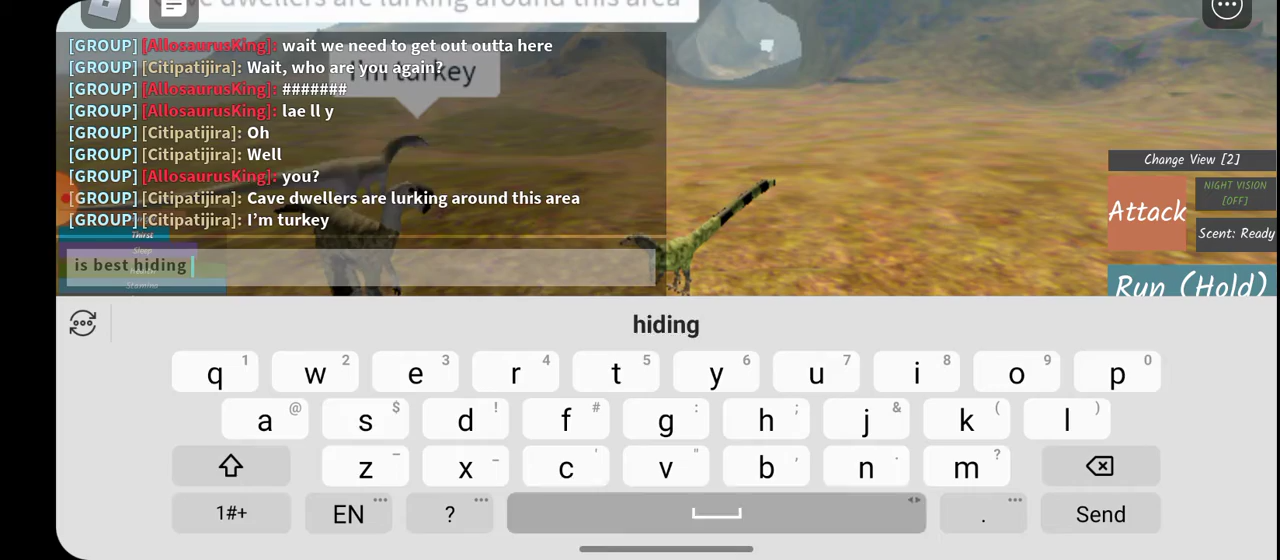 Cave dwellers are lurking around this area
[GROUP] [AllosaurusKing]: wait we need to get out outta here
[GROUP] [Citipatijira]: Wait, who are you again?
[GROUP] [AllosaurusKing]: #######
[GROUP] [AllosaurusKing]: lae ll y
[GROUP] [Citipatijira]: Oh
[GROUP] [Citipatijira]: Well
[GROUP] [AllosaurusKing]: you?
[GROUP] [Citipatijira]: Cave dwellers are lurking around this area
[GROUP] [Citipatijira]: I'm turkey
I'm turkey
Thirst
Sleep
Health
Stamina
is best hiding
Change View [2]
Attack
NIGHT VISION
[OFF]
Scent: Ready
Run (Hold)
hiding
q 1 w 2 e 3 r 4 t 5 y 6 u 7 i 8 o 9 p 0
a @ s $ d ! f # g : h ; j & k ( l )
z – x - c ' v " b , n . m ?
1#+ EN ? . Send